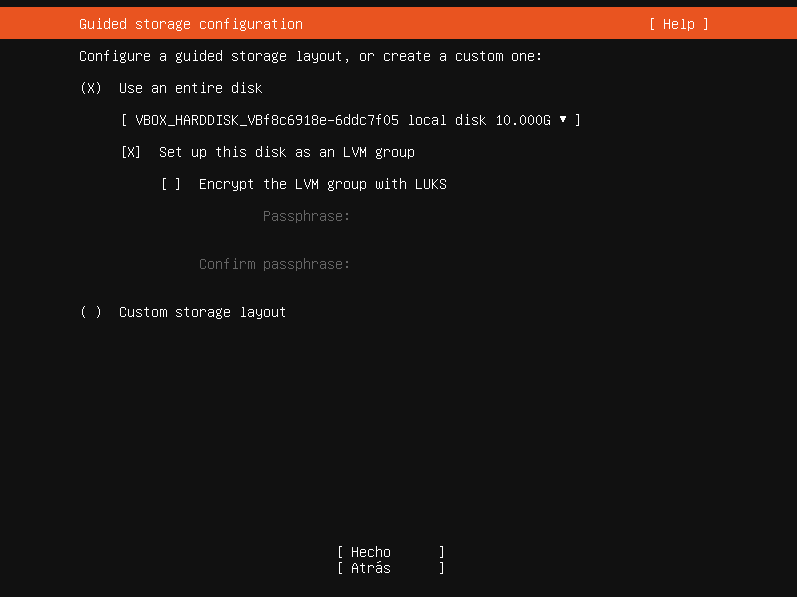 Guided storage configuration [ Help ]
Configure a guided storage layout, or create a custom one:
(X) Use an entire disk
[ VBOX_HARDDISK_VBf8c6918e-6ddc7f05 local disk 10.000G ▾ ]
[X] Set up this disk as an LVM group
[ ] Encrypt the LVM group with LUKS
Passphrase:
Confirm passphrase:
( ) Custom storage layout
[ Hecho ]
[ Atrás ]